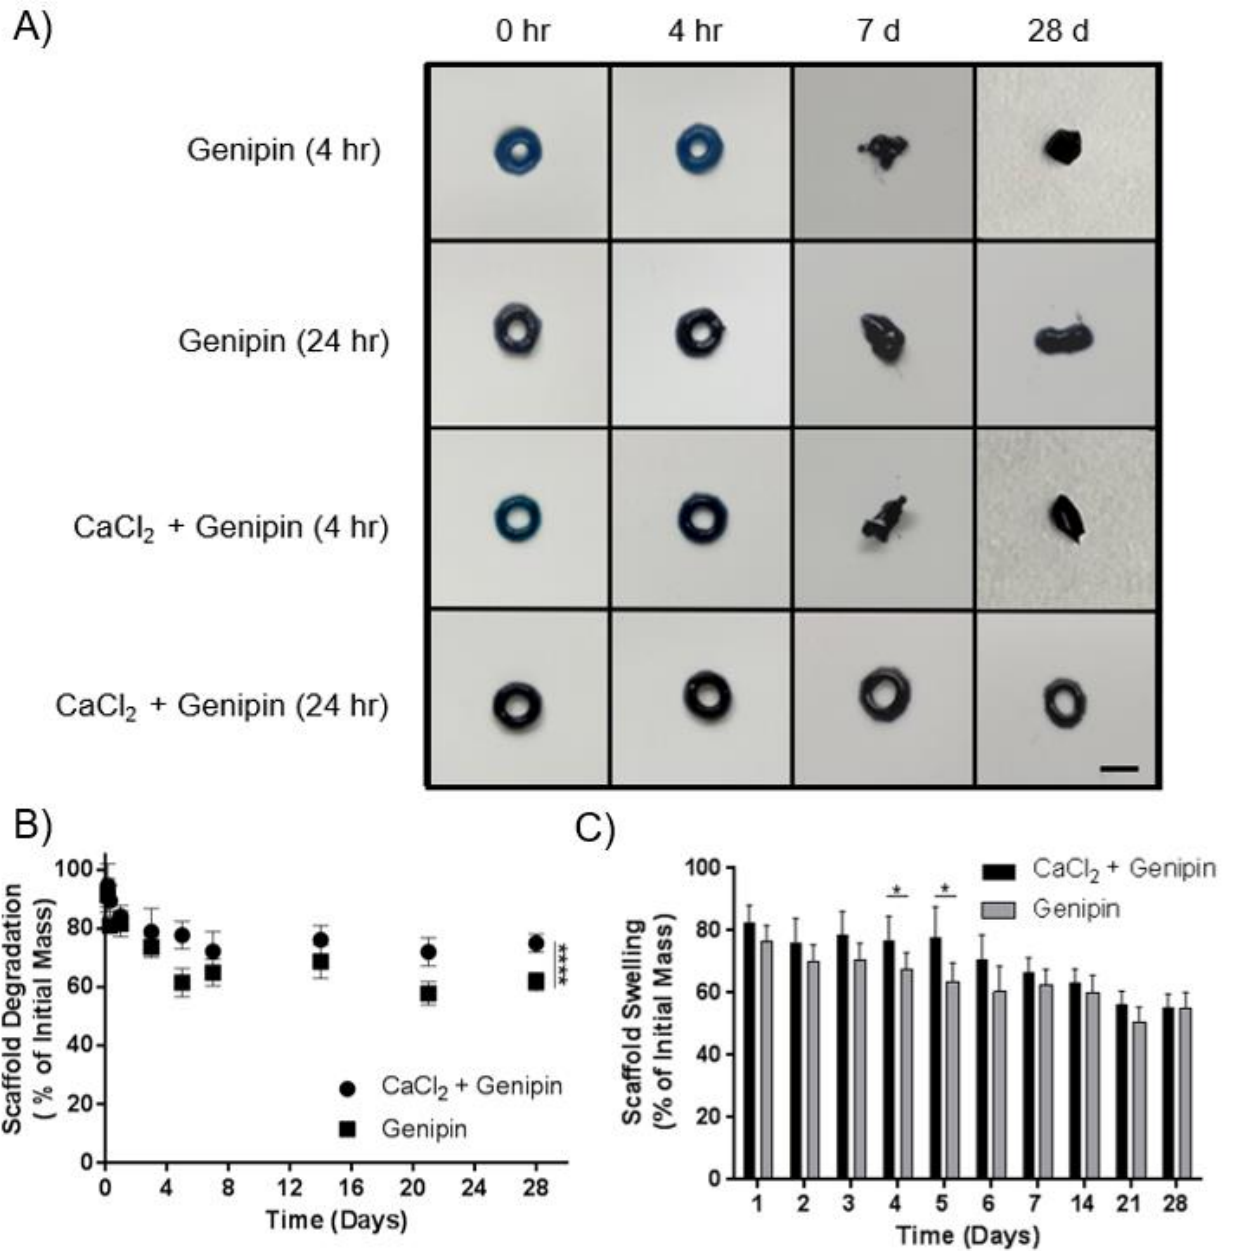 A)
0 hr 4 hr 7 d 28 d
Genipin (4 hr)
Genipin (24 hr)
CaCl₂ + Genipin (4 hr)
CaCl₂ + Genipin (24 hr)
B)
Scaffold Degradation
( % of Initial Mass)
100
80
60
40
20
0
0 4 8 12 16 20 24 28
Time (Days)
CaCl₂ + Genipin
Genipin
****
C)
Scaffold Swelling
(% of Initial Mass)
100
80
60
40
20
0
1 2 3 4 5 6 7 14 21 28
Time (Days)
* *
CaCl₂ + Genipin
Genipin